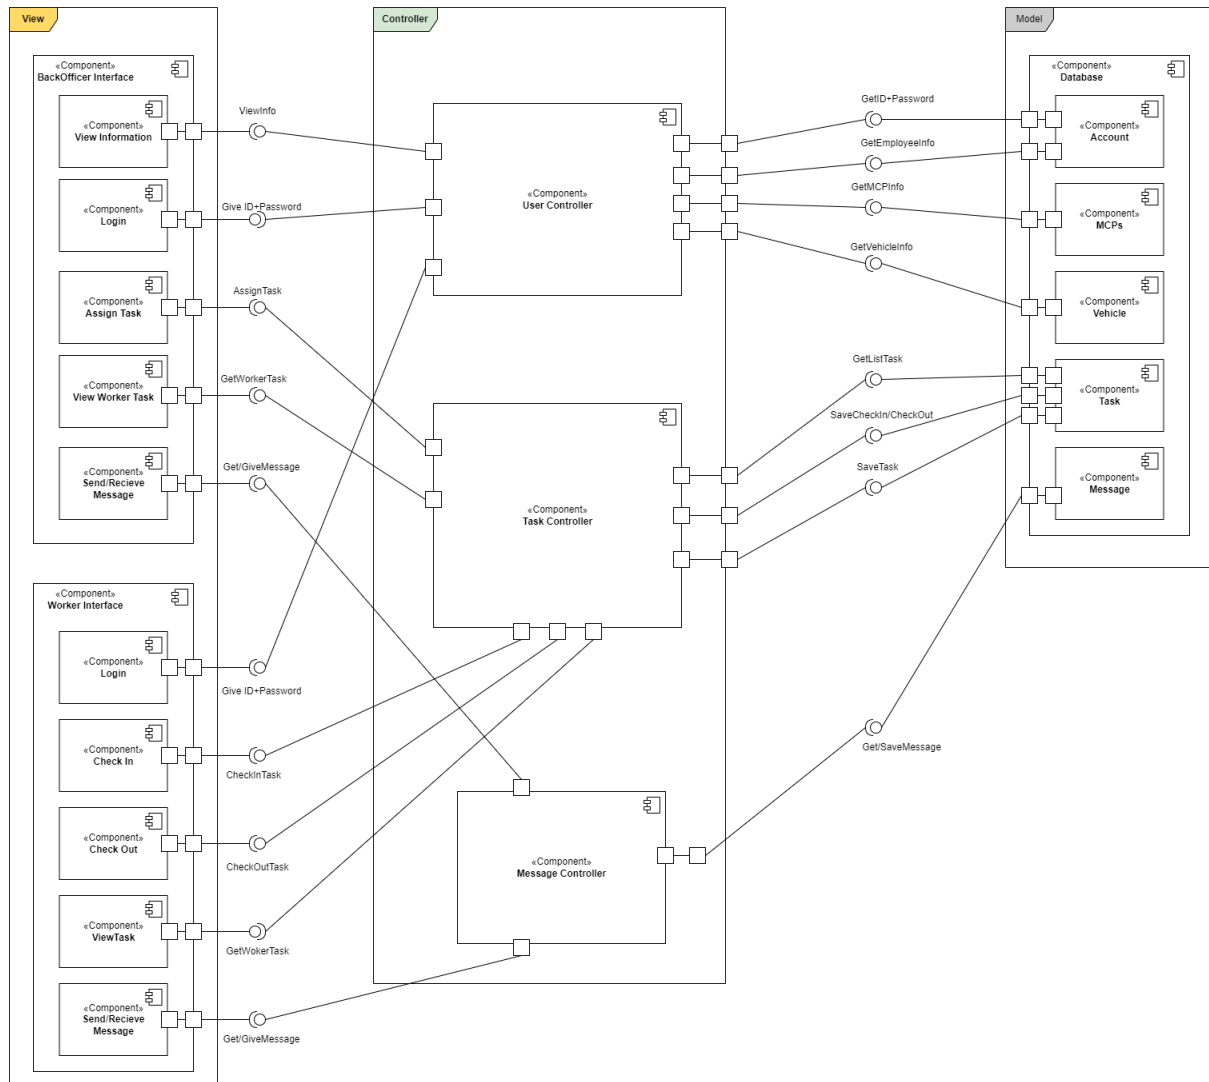 View
Controller
Model
«Component»
BackOfficer Interface
«Component»
View Information
«Component»
Login
«Component»
Assign Task
«Component»
View Worker Task
«Component»
Send/Recieve
Message
«Component»
Worker Interface
«Component»
Login
«Component»
Check In
«Component»
Check Out
«Component»
ViewTask
«Component»
Send/Recieve
Message
ViewInfo
Give ID+Password
AssignTask
GetWorkerTask
Get/GiveMessage
Give ID+Password
CheckInTask
CheckOutTask
GetWokerTask
Get/GiveMessage
«Component»
User Controller
«Component»
Task Controller
«Component»
Message Controller
GetID+Password
GetEmployeeInfo
GetMCPInfo
GetVehicleInfo
GetListTask
SaveCheckIn/CheckOut
SaveTask
Get/SaveMessage
«Component»
Database
«Component»
Account
«Component»
MCPs
«Component»
Vehicle
«Component»
Task
«Component»
Message